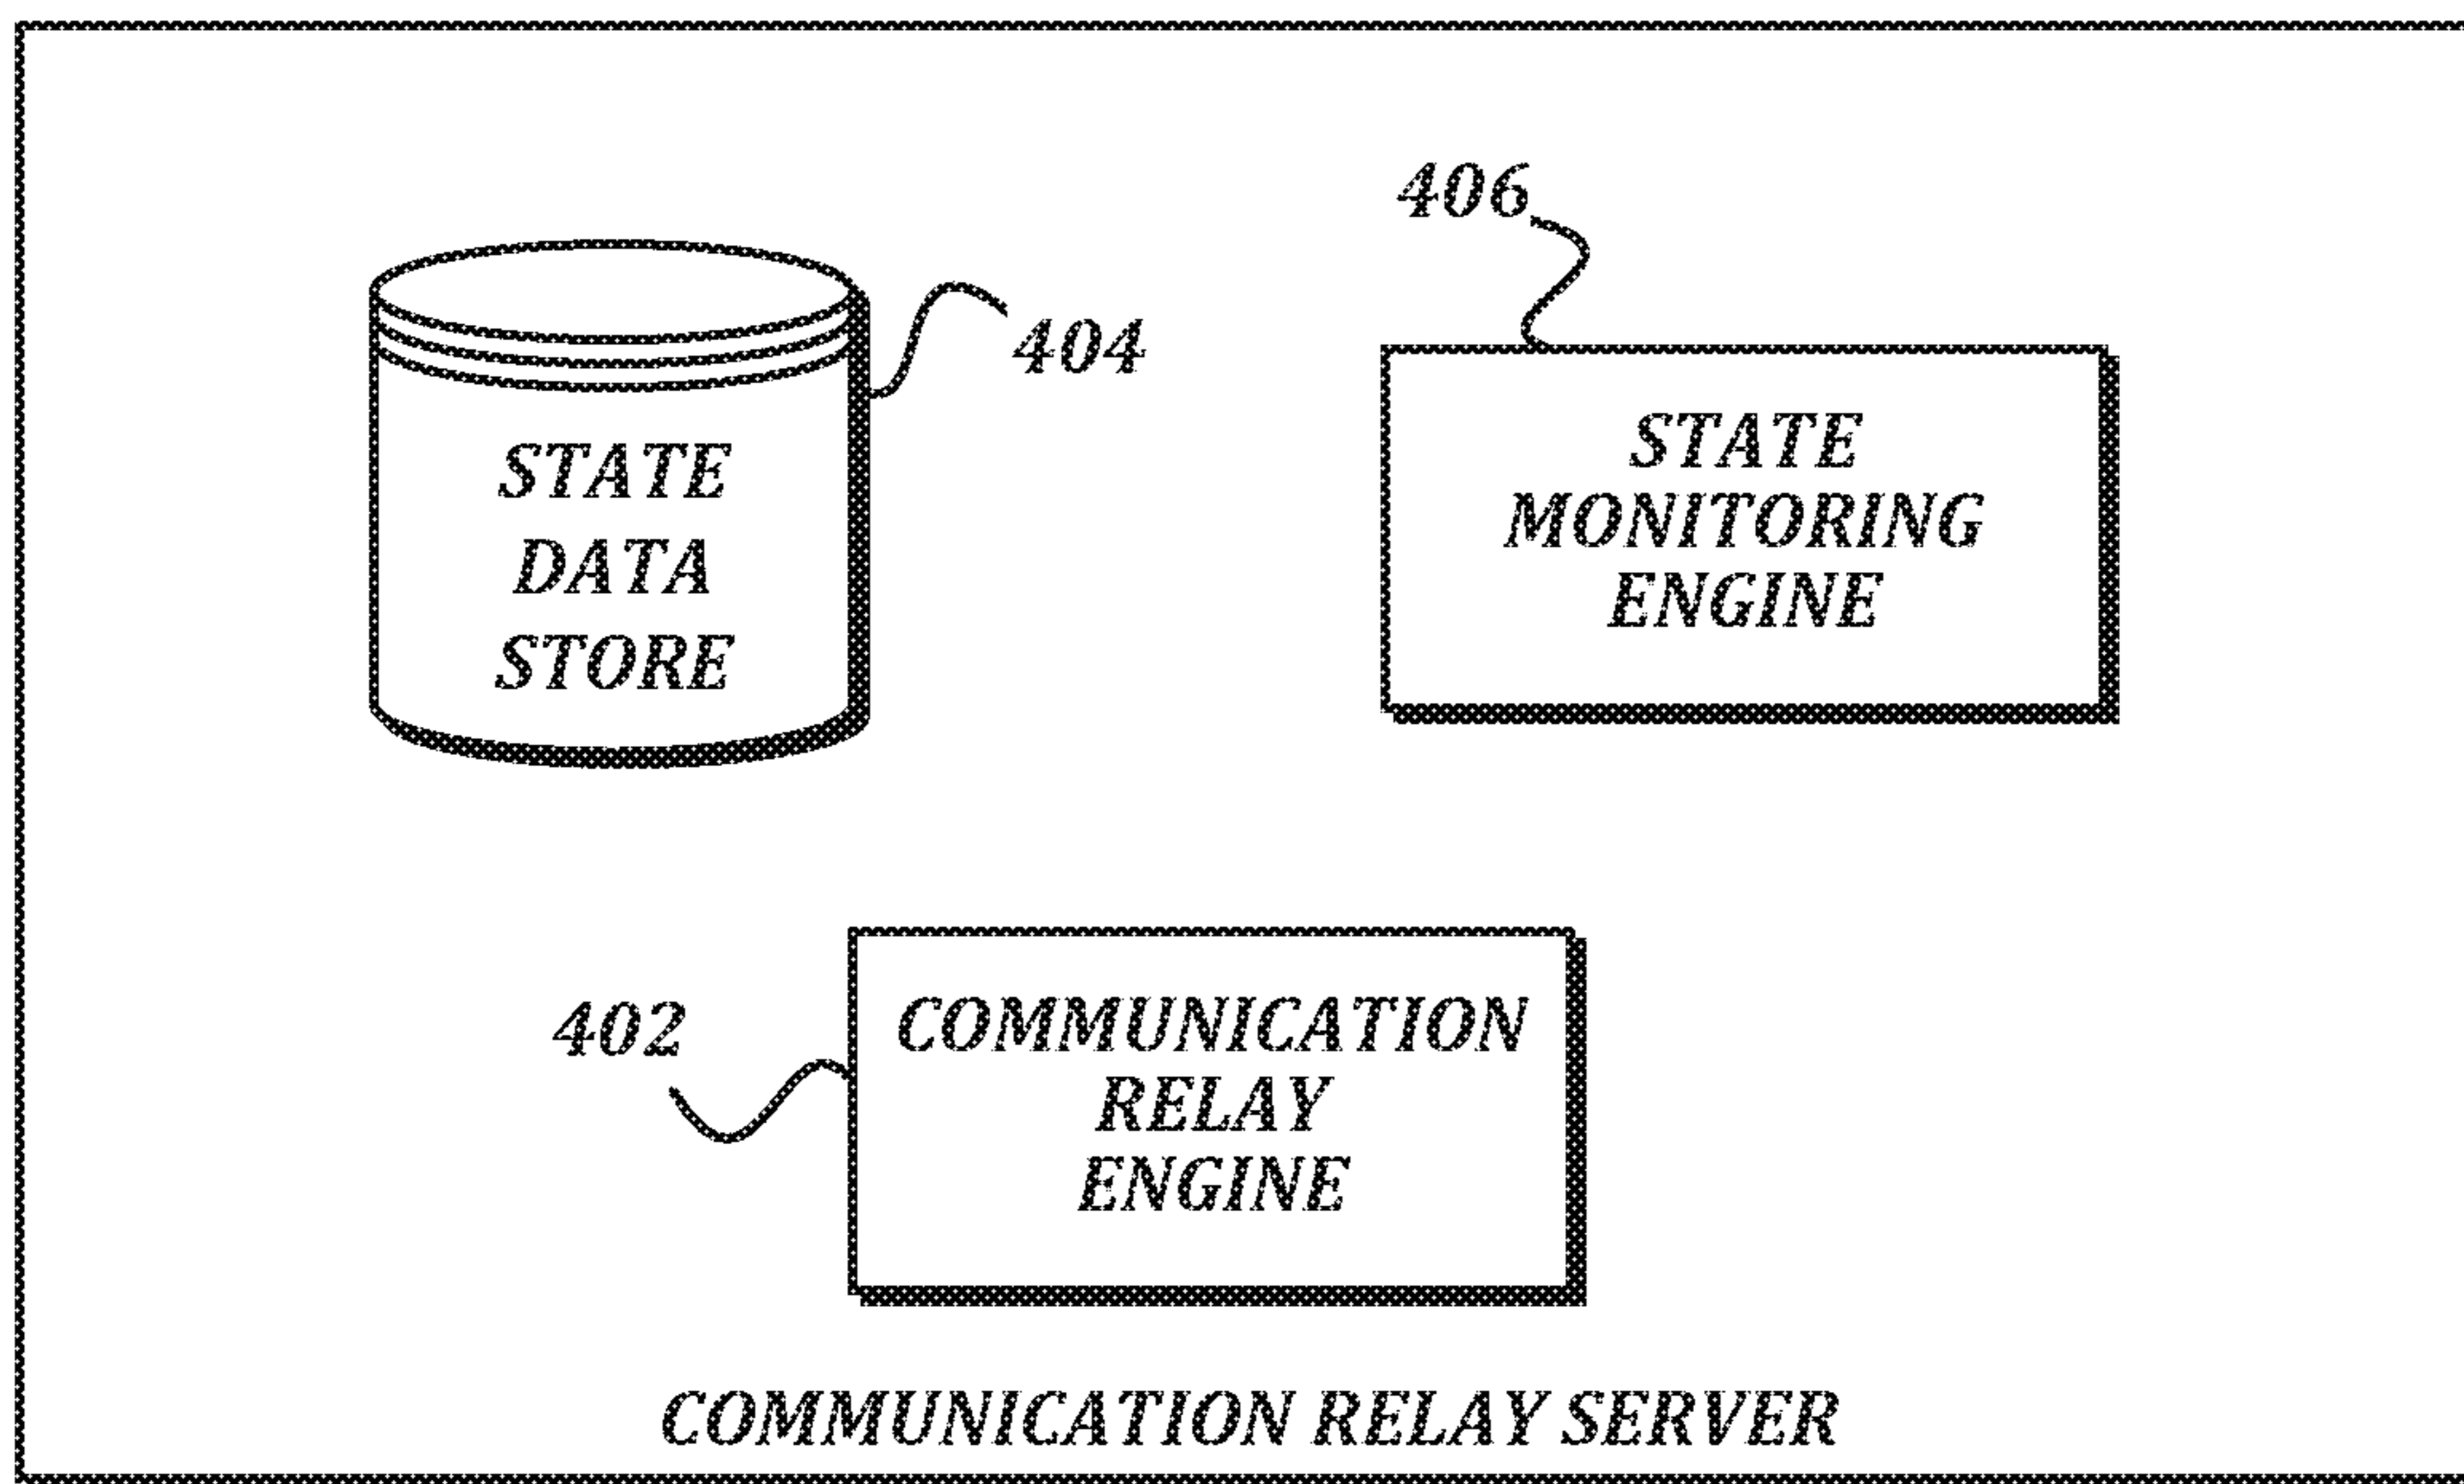 406
404
STATE
DATA
STORE
STATE
MONITORING
ENGINE
402
COMMUNICATION
RELAY
ENGINE
COMMUNICATION RELAY SERVER